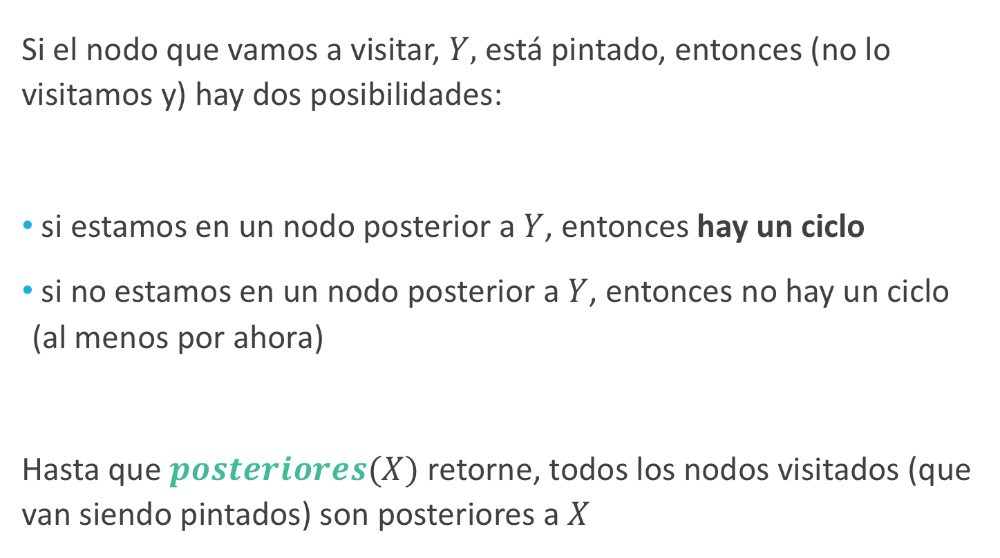 Si el nodo que vamos a visitar, Y, está pintado, entonces (no lo
visitamos y) hay dos posibilidades:
• si estamos en un nodo posterior a Y, entonces hay un ciclo
• si no estamos en un nodo posterior a Y, entonces no hay un ciclo
(al menos por ahora)
Hasta que posteriores(X) retorne, todos los nodos visitados (que
van siendo pintados) son posteriores a X